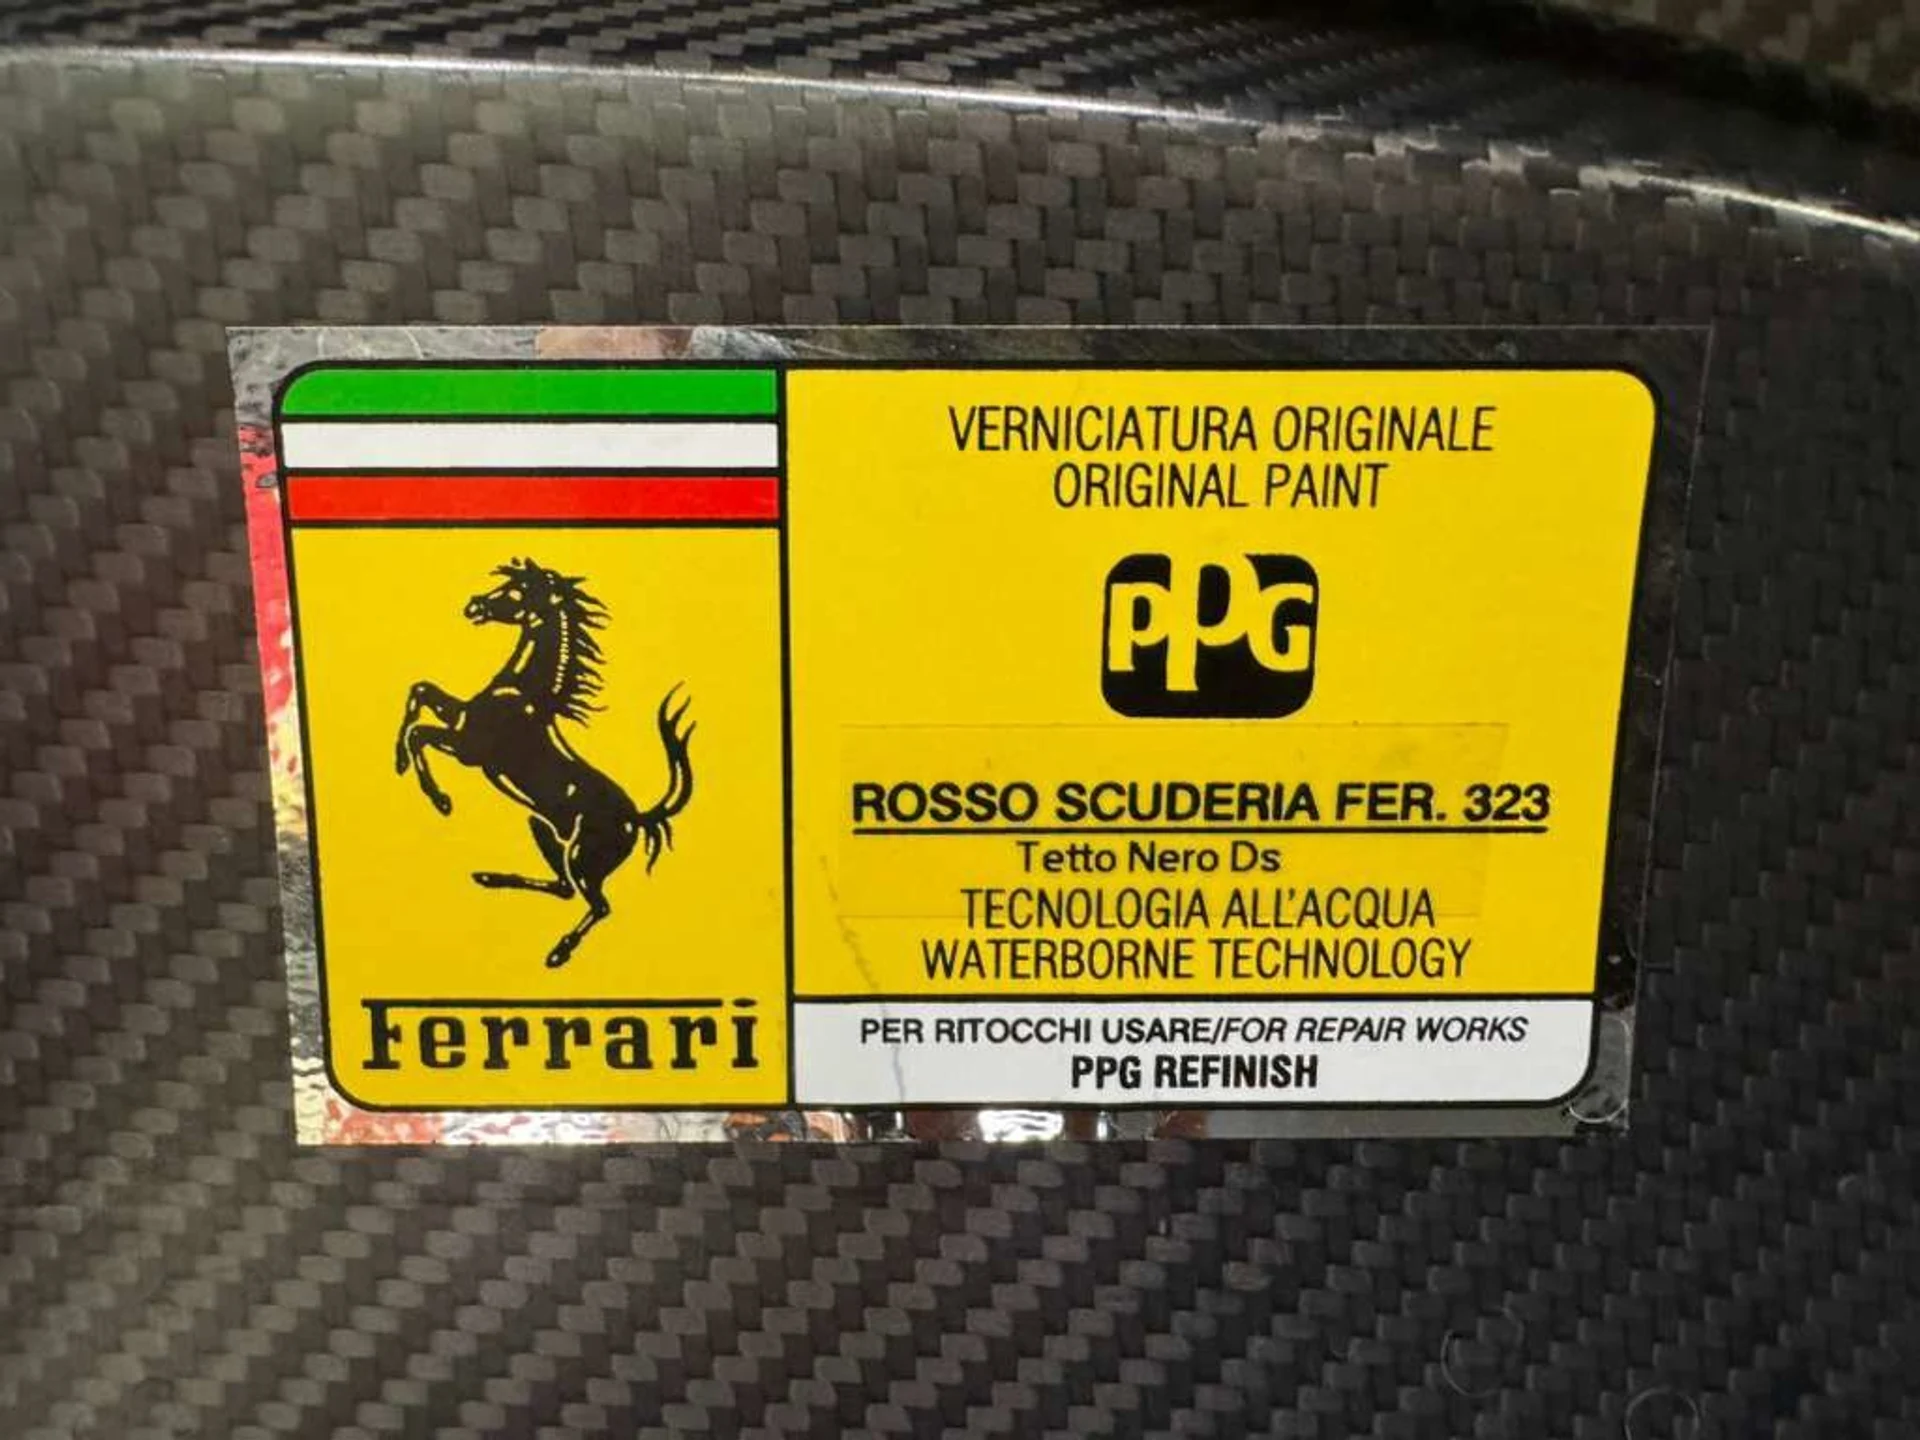 VERNICIATURA ORIGINALE
ORIGINAL PAINT
PPG
ROSSO SCUDERIA FER. 323
Tetto Nero Ds
TECNOLOGIA ALL'ACQUA
WATERBORNE TECHNOLOGY
Ferrari
PER RITOCCHI USARE/FOR REPAIR WORKS
PPG REFINISH